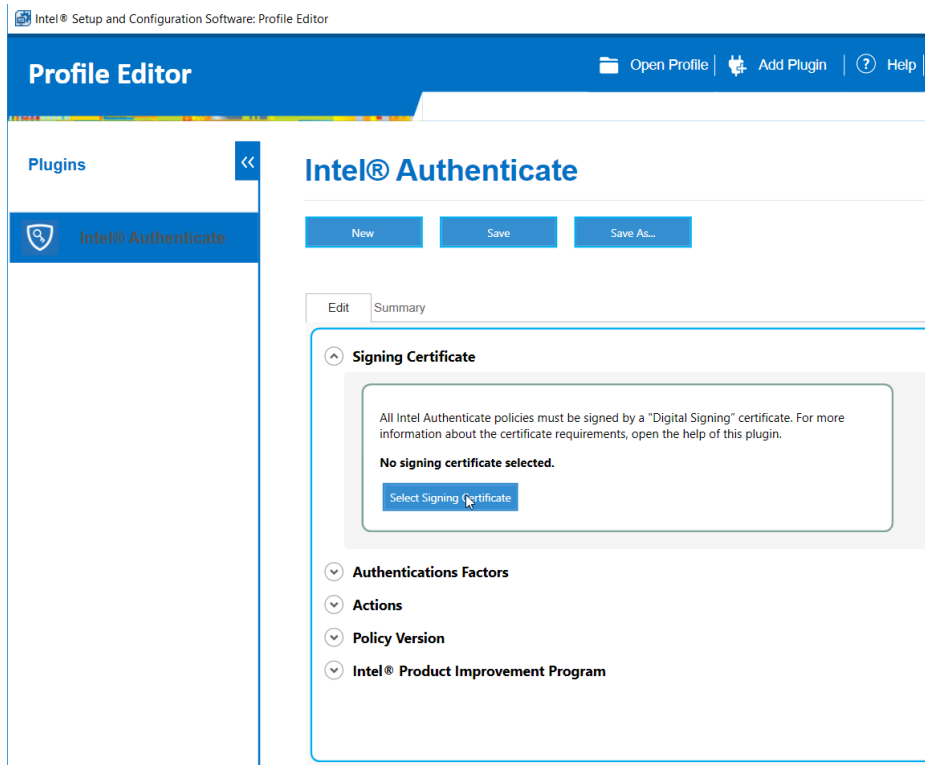 Intel® Setup and Configuration Software: Profile Editor
Profile Editor
Open Profile
Add Plugin
? Help
Plugins
Intel® Authenticate
Intel® Authenticate
New
Save
Save As...
Edit
Summary
Signing Certificate
All Intel Authenticate policies must be signed by a "Digital Signing" certificate. For more
information about the certificate requirements, open the help of this plugin.
No signing certificate selected.
Select Signing Certificate
Authentications Factors
Actions
Policy Version
Intel® Product Improvement Program